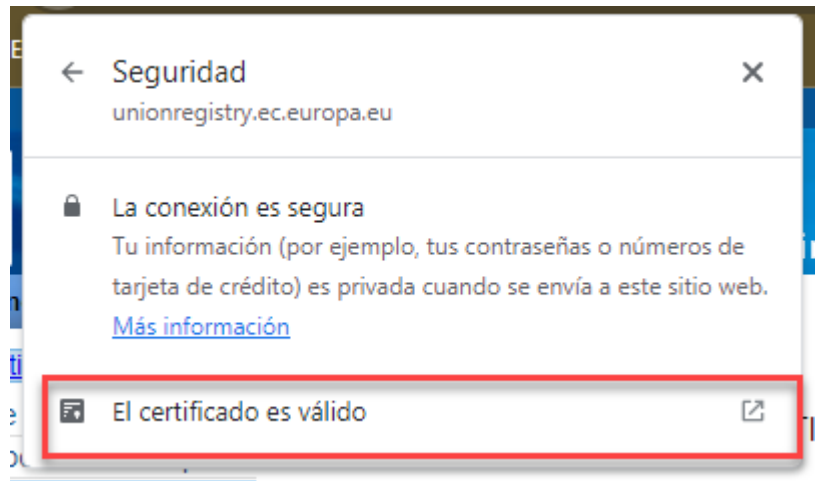 Seguridad
unionregistry.ec.europa.eu
La conexión es segura
Tu información (por ejemplo, tus contraseñas o números de
tarjeta de crédito) es privada cuando se envía a este sitio web.
Más información
El certificado es válido